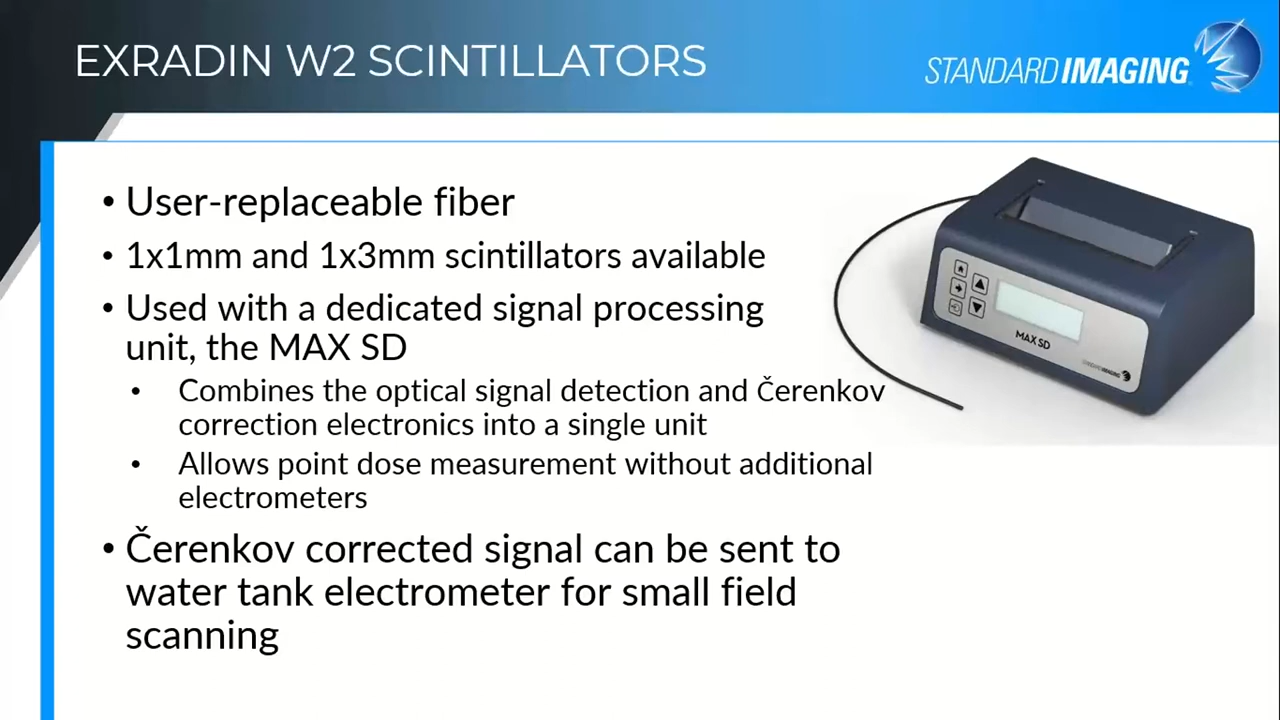 EXRADIN W2 SCINTILLATORS
STANDARD IMAGING
• User-replaceable fiber
• 1x1mm and 1x3mm scintillators available
• Used with a dedicated signal processing
unit, the MAX SD
• Combines the optical signal detection and Čerenkov
correction electronics into a single unit
• Allows point dose measurement without additional
electrometers
• Čerenkov corrected signal can be sent to
water tank electrometer for small field
scanning
MAX SD
STANDARD IMAGING